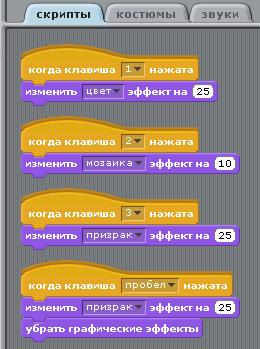 скрипты костюмы звуки
когда клавиша 1 нажата
изменить цвет эффект на 25
когда клавиша 2 нажата
изменить мозаика эффект на 10
когда клавиша 3 нажата
изменить призрак эффект на 25
когда клавиша пробел нажата
изменить призрак эффект на 25
убрать графические эффекты